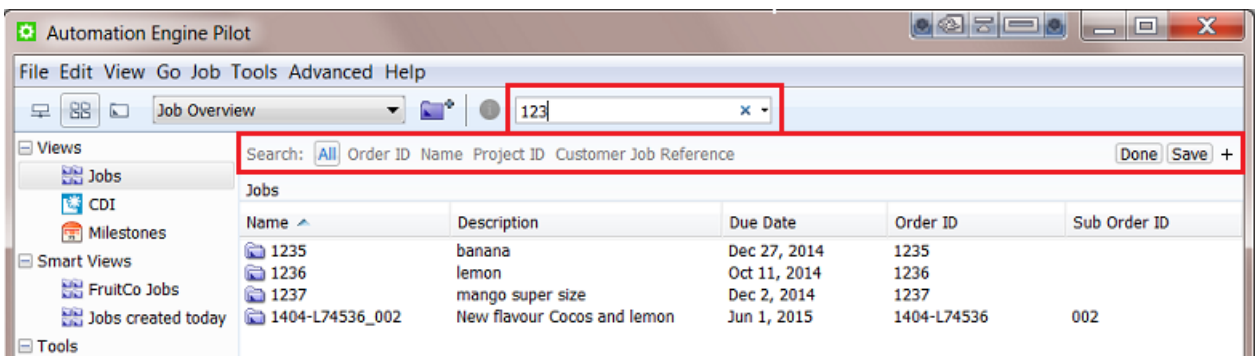 Automation Engine Pilot
File Edit View Go Job Tools Advanced Help
Job Overview 123
Views Search: All Order ID Name Project ID Customer Job Reference Done Save +
Jobs Jobs
CDI Name Description Due Date Order ID Sub Order ID
Milestones 1235 banana Dec 27, 2014 1235
Smart Views 1236 lemon Oct 11, 2014 1236
FruitCo Jobs 1237 mango super size Dec 2, 2014 1237
Jobs created today 1404-L74536_002 New flavour Cocos and lemon Jun 1, 2015 1404-L74536 002
Tools